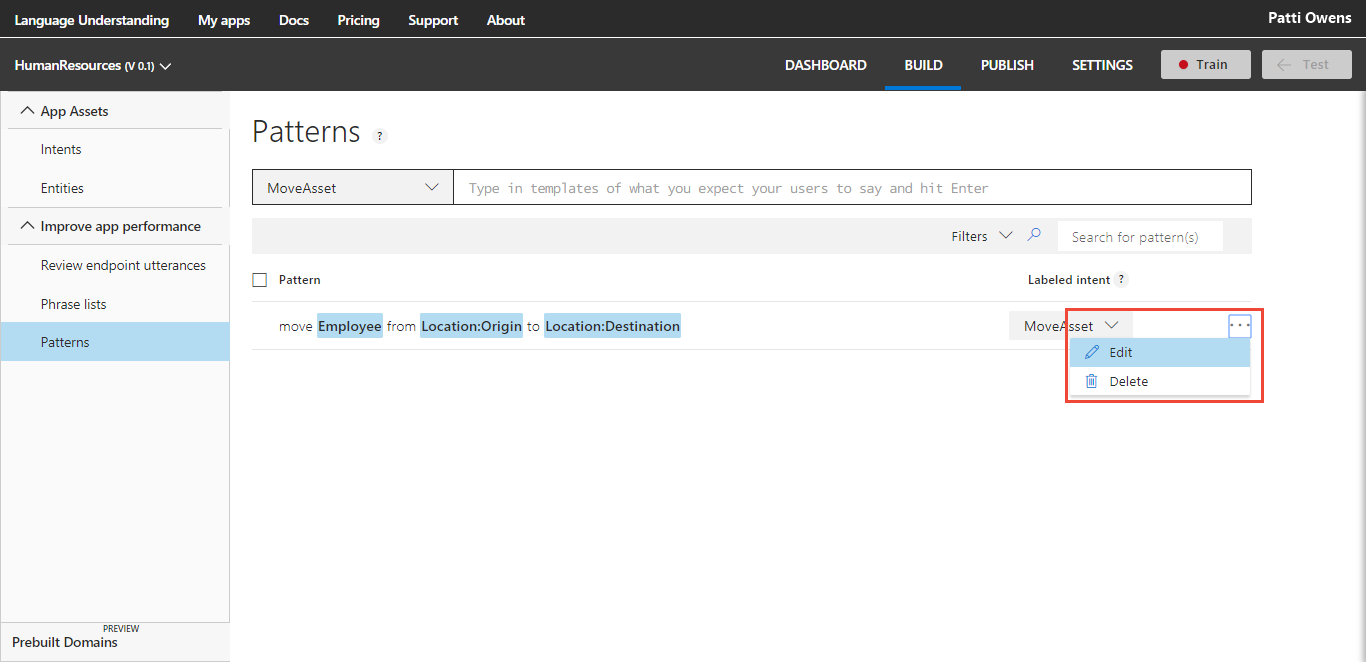 Language Understanding My apps Docs Pricing Support About Patti Owens
HumanResources (V 0.1) DASHBOARD BUILD PUBLISH SETTINGS Train Test
App Assets
Intents
Entities
Improve app performance
Review endpoint utterances
Phrase lists
Patterns
PREVIEW
Prebuilt Domains
Patterns ?
MoveAsset Type in templates of what you expect your users to say and hit Enter
Filters Search for pattern(s)
Pattern Labeled intent ?
move Employee from Location:Origin to Location:Destination MoveAsset ...
Edit
Delete